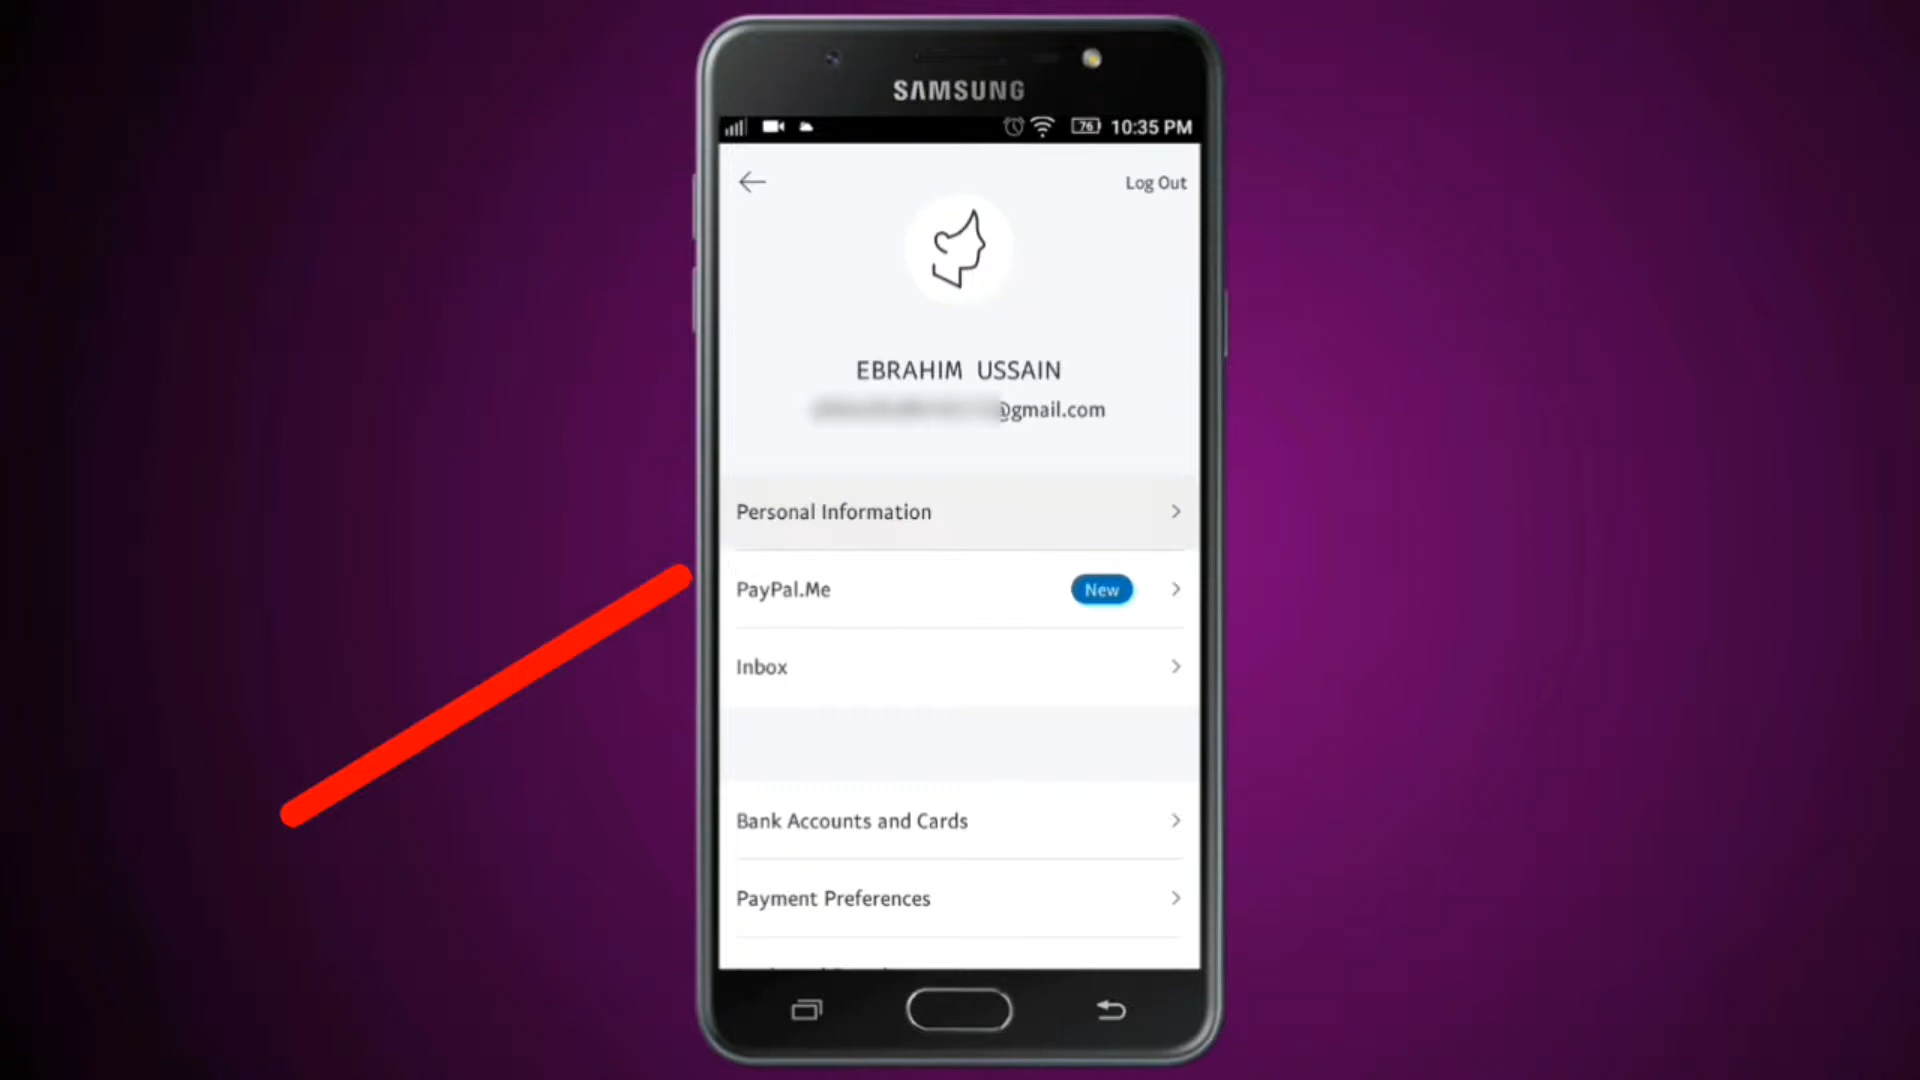 SAMSUNG
76 10:35 PM
Log Out
EBRAHIM USSAIN
@gmail.com
Personal Information
PayPal.Me New
Inbox
Bank Accounts and Cards
Payment Preferences